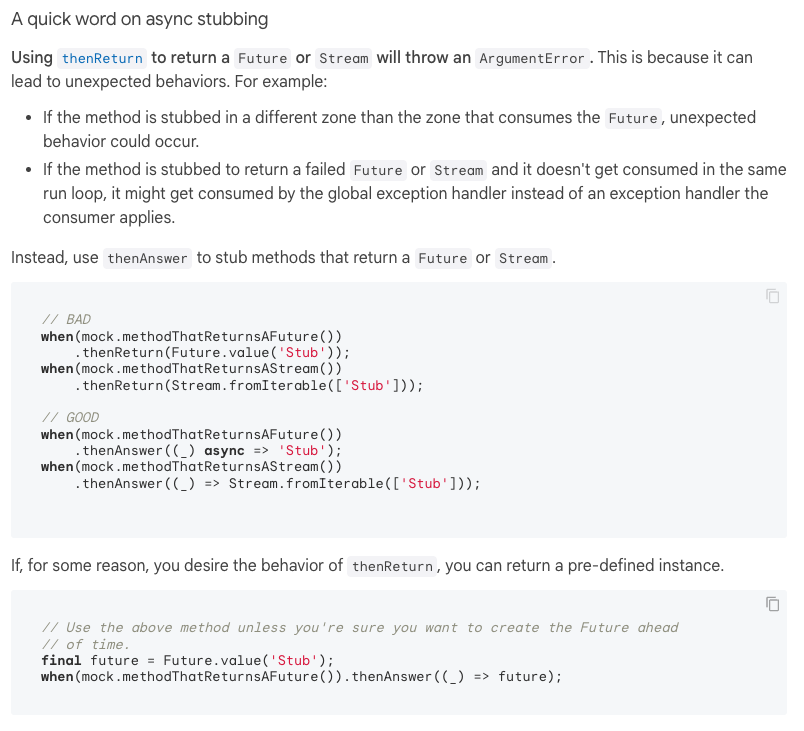 A quick word on async stubbing
Using thenReturn to return a Future or Stream will throw an ArgumentError. This is because it can
lead to unexpected behaviors. For example:
• If the method is stubbed in a different zone than the zone that consumes the Future, unexpected
behavior could occur.
• If the method is stubbed to return a failed Future or Stream and it doesn't get consumed in the same
run loop, it might get consumed by the global exception handler instead of an exception handler the
consumer applies.
Instead, use thenAnswer to stub methods that return a Future or Stream.
// BAD
when(mock.methodThatReturnsAFuture())
    .thenReturn(Future.value('Stub'));
when(mock.methodThatReturnsAStream())
    .thenReturn(Stream.fromIterable(['Stub']));
// GOOD
when(mock.methodThatReturnsAFuture())
    .thenAnswer((_) async => 'Stub');
when(mock.methodThatReturnsAStream())
    .thenAnswer((_) => Stream.fromIterable(['Stub']));
If, for some reason, you desire the behavior of thenReturn, you can return a pre-defined instance.
// Use the above method unless you're sure you want to create the Future ahead
// of time.
final future = Future.value('Stub');
when(mock.methodThatReturnsAFuture()).thenAnswer((_) => future);